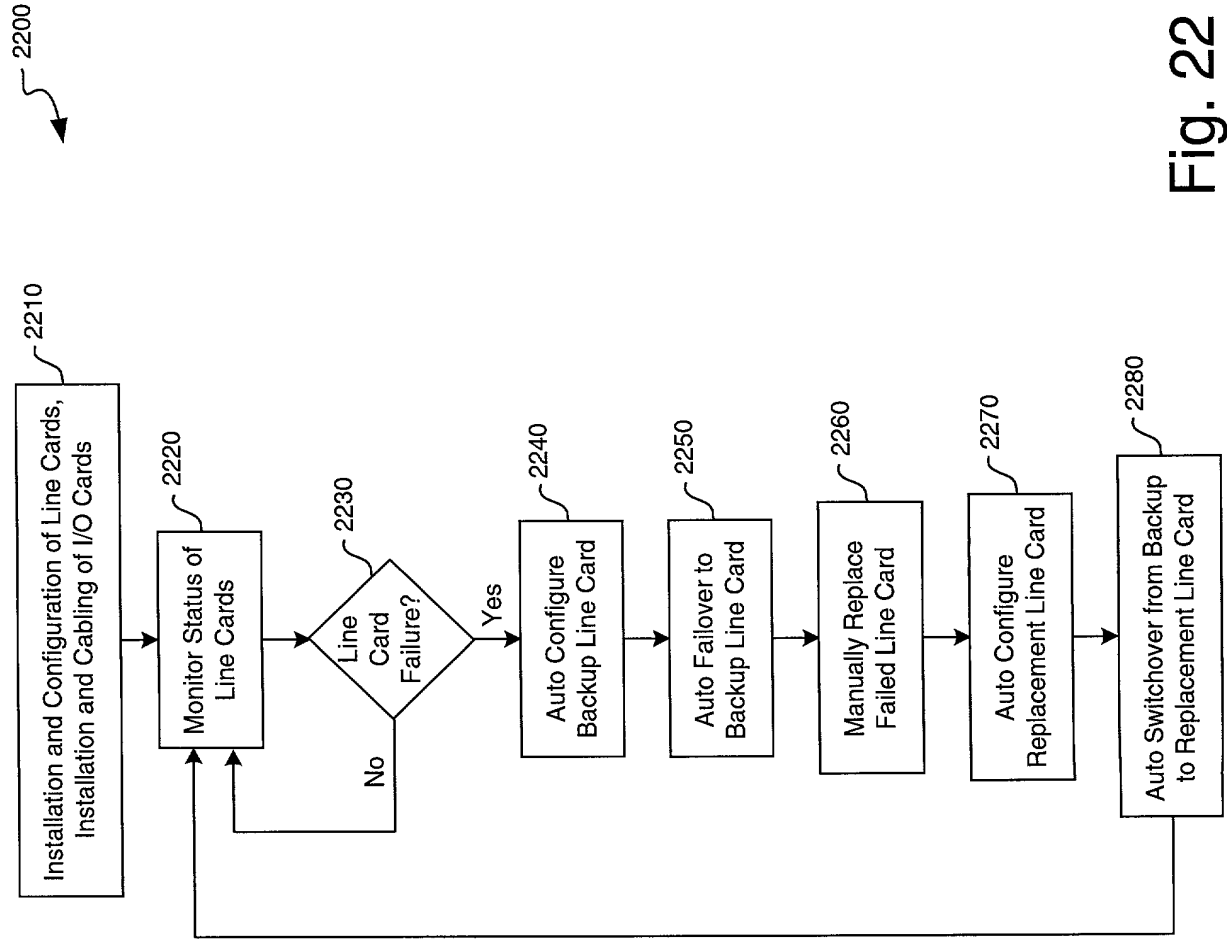 2200
2210
Installation and Configuration of Line Cards,
Installation and Cabling of I/O Cards
2220
Monitor Status of
Line Cards
2230
Line
Card
Failure?
No
Yes
2240
Auto Configure
Backup Line Card
2250
Auto Failover to
Backup Line Card
2260
Manually Replace
Failed Line Card
2270
Auto Configure
Replacement Line Card
2280
Auto Switchover from Backup
to Replacement Line Card
Fig. 22